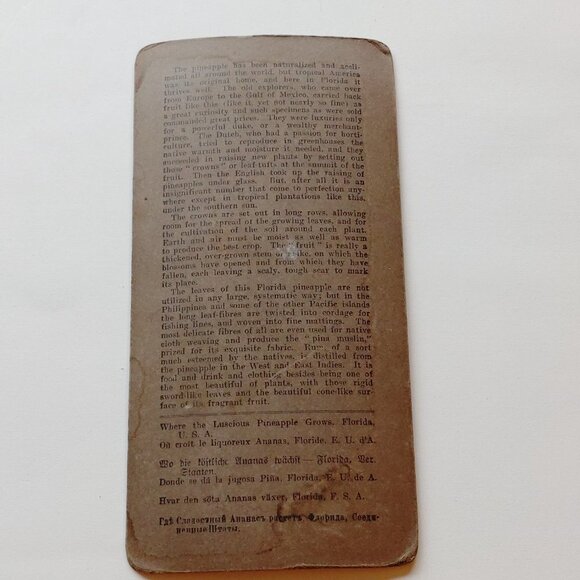 The pineapple has been naturalized and accli-
mated all around the world, but tropical America
was its original home, and here in Florida it
thrives well. The old explorers, who came over
from Europe to the Gulf of Mexico, carried back
fruit like this (like it, yet not nearly so fine) as
a great curiosity and such specimens as were sold
commanded great prices. They were luxuries only
for a powerful duke, or a wealthy merchant-
prince. The Dutch, who had a passion for horti-
culture, tried to reproduce in greenhouses the
native warmth and moisture it needed, and they
succeeded in raising new plants by setting out
those "crowns" or leaf-tufts at the summit of the
fruit. Then the English took up the raising of
pineapples under glass. But, after all it is an
insignificant number that come to perfection any-
where except in tropical plantations like this,
under the southern sun.
The crowns are set out in long rows, allowing
room for the spread of the growing leaves, and for
the cultivation of the soil around each plant.
Earth and air must be moist as well as warm
to produce the best crop. The "fruit" is really a
thickened, over-grown stem or spike, on which the
blossoms have opened and from which they have
fallen, each leaving a scaly, tough scar to mark
its place.
The leaves of this Florida pineapple are not
utilized in any large, systematic way; but in the
Philippines and some of the other Pacific islands
the long leaf-fibres are twisted into cordage for
fishing lines, and woven into fine mattings. The
most delicate fibres of all are even used for native
cloth weaving and produce the "pina muslin,"
prized for its exquisite fabric. Rum, of a sort
much esteemed by the natives, is distilled from
the pineapple in the West and East Indies. It is
food and drink and clothing besides being one of
the most beautiful of plants, with those rigid
sword-like leaves and the beautiful cone-like sur-
face of its fragrant fruit.
Where the Luscious Pineapple Grows, Florida,
U. S. A.
Où croît le liquoreux Ananas, Floride, E. U. d'A.
Wo die köstliche Ananas wächst — Florida, Ver.
Staaten.
Donde se dá la jugosa Piña, Florida, E. U. de A.
Hvar den söta Ananas växer, Florida, F. S. A.
Гдѣ Сладостный Ананасъ растетъ, Флорида, Соеди-
ненные Штаты.